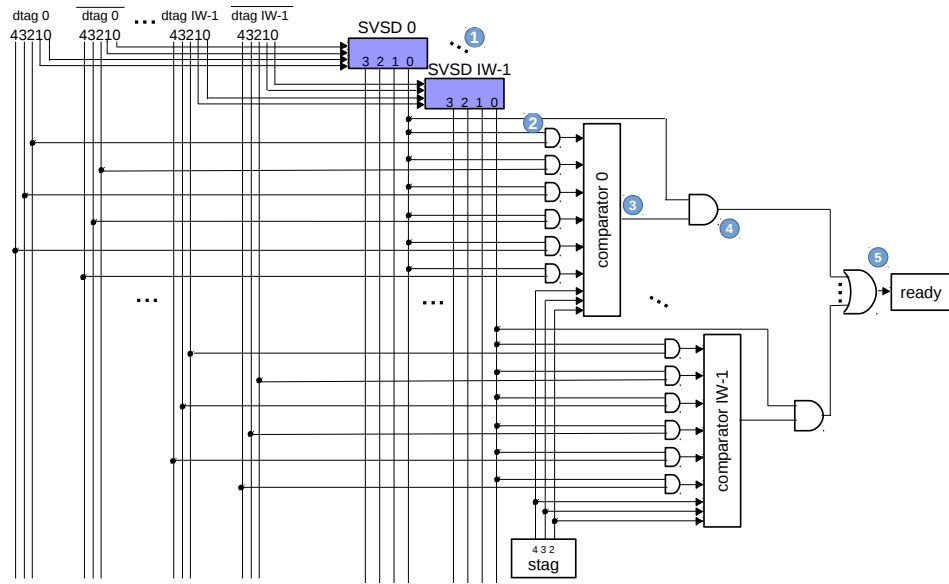 dtag 0 dtag 0 ... dtag IW-1 dtag IW-1
43210 43210 43210 43210
SVSD 0
... 1
3 2 1 0
SVSD IW-1
3 2 1 0
2
comparator 0
3
4
5
ready
... ... ...
comparator IW-1
4 3 2
stag